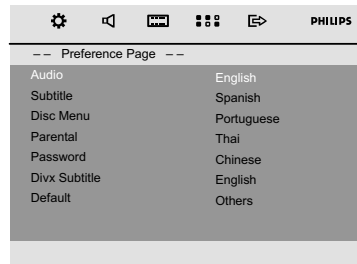 PHILIPS
-- Preference Page --
Audio English
Subtitle Spanish
Disc Menu Portuguese
Parental Thai
Password Chinese
Divx Subtitle English
Default Others